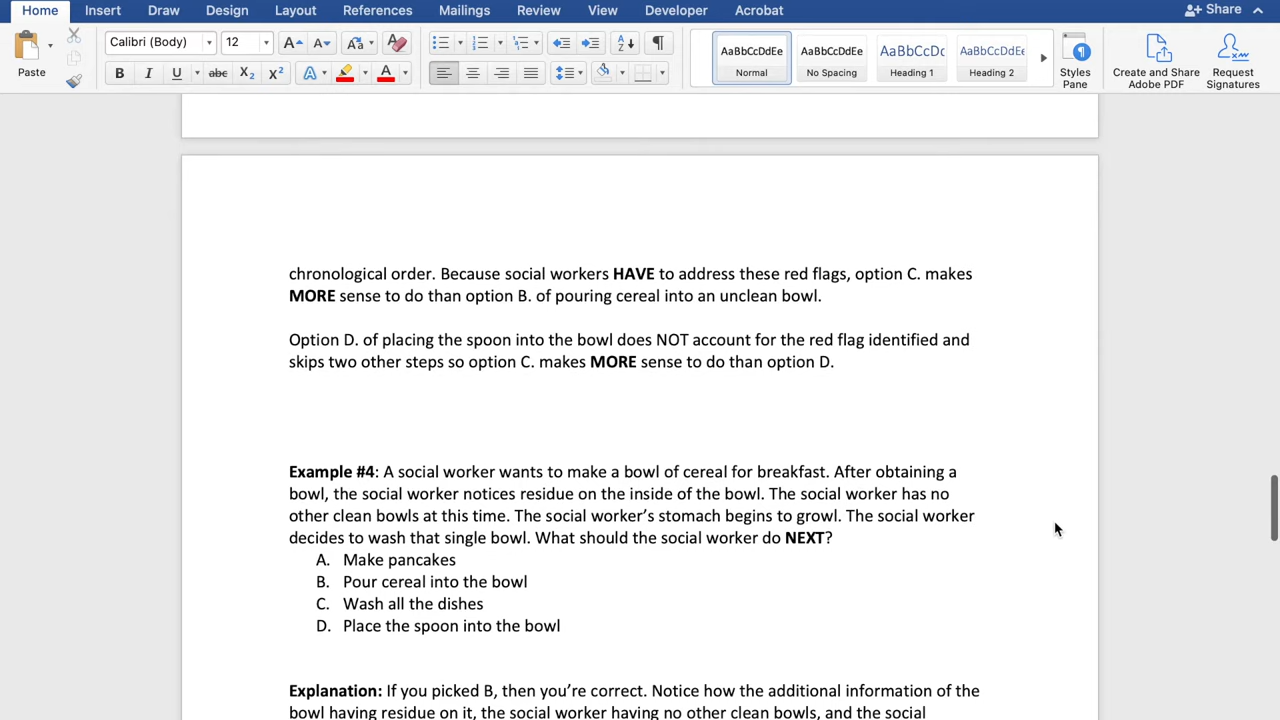 Home Insert Draw Design Layout References Mailings Review View Developer Acrobat Share
Calibri (Body) 12 AaBbCcDdEe AaBbCcDdEe AaBbCcDc AaBbCcDdEe
Paste B I U abc X₂ X² A A Normal No Spacing Heading 1 Heading 2 Styles Pane Create and Share Adobe PDF Request Signatures
chronological order. Because social workers HAVE to address these red flags, option C. makes
MORE sense to do than option B. of pouring cereal into an unclean bowl.
Option D. of placing the spoon into the bowl does NOT account for the red flag identified and
skips two other steps so option C. makes MORE sense to do than option D.
Example #4: A social worker wants to make a bowl of cereal for breakfast. After obtaining a
bowl, the social worker notices residue on the inside of the bowl. The social worker has no
other clean bowls at this time. The social worker's stomach begins to growl. The social worker
decides to wash that single bowl. What should the social worker do NEXT?
A. Make pancakes
B. Pour cereal into the bowl
C. Wash all the dishes
D. Place the spoon into the bowl
Explanation: If you picked B, then you're correct. Notice how the additional information of the
bowl having residue on it, the social worker having no other clean bowls, and the social